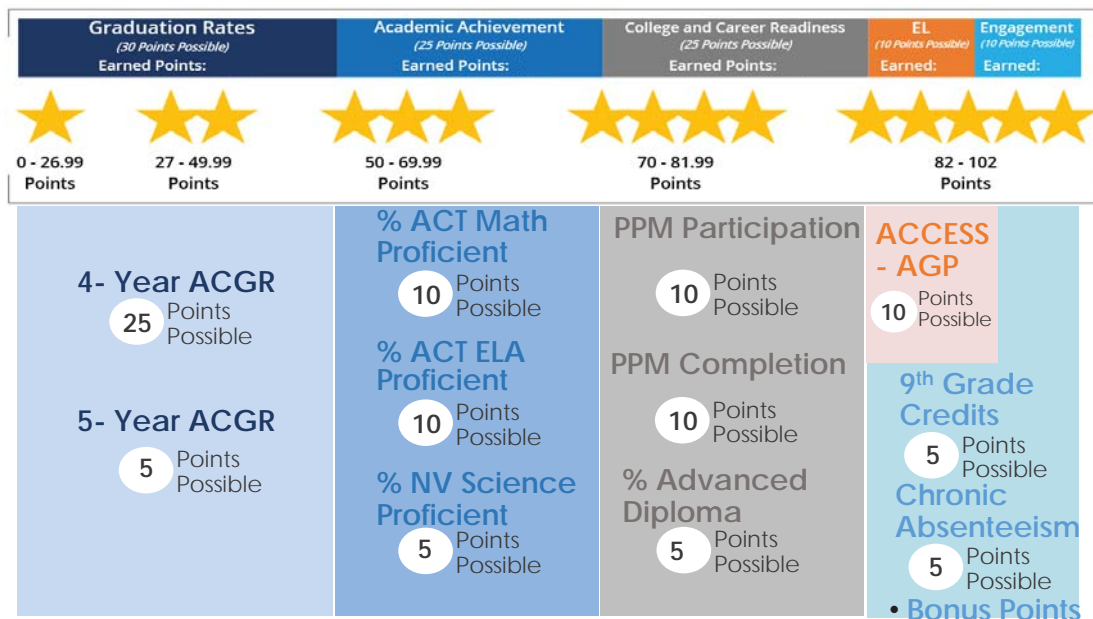 Graduation Rates
(30 Points Possible)
Earned Points:
Academic Achievement
(25 Points Possible)
Earned Points:
College and Career Readiness
(25 Points Possible)
Earned Points:
EL
(10 Points Possible)
Earned:
Engagement
(10 Points Possible)
Earned:
0 - 26.99
Points
27 - 49.99
Points
50 - 69.99
Points
70 - 81.99
Points
82 - 102
Points
4- Year ACGR
25 Points
Possible
5- Year ACGR
5 Points
Possible
% ACT Math
Proficient
10 Points
Possible
% ACT ELA
Proficient
10 Points
Possible
% NV Science
Proficient
5 Points
Possible
PPM Participation
10 Points
Possible
PPM Completion
10 Points
Possible
% Advanced
Diploma
5 Points
Possible
ACCESS
- AGP
10 Points
Possible
9th Grade
Credits
5 Points
Possible
Chronic
Absenteeism
5 Points
Possible
• Bonus Points